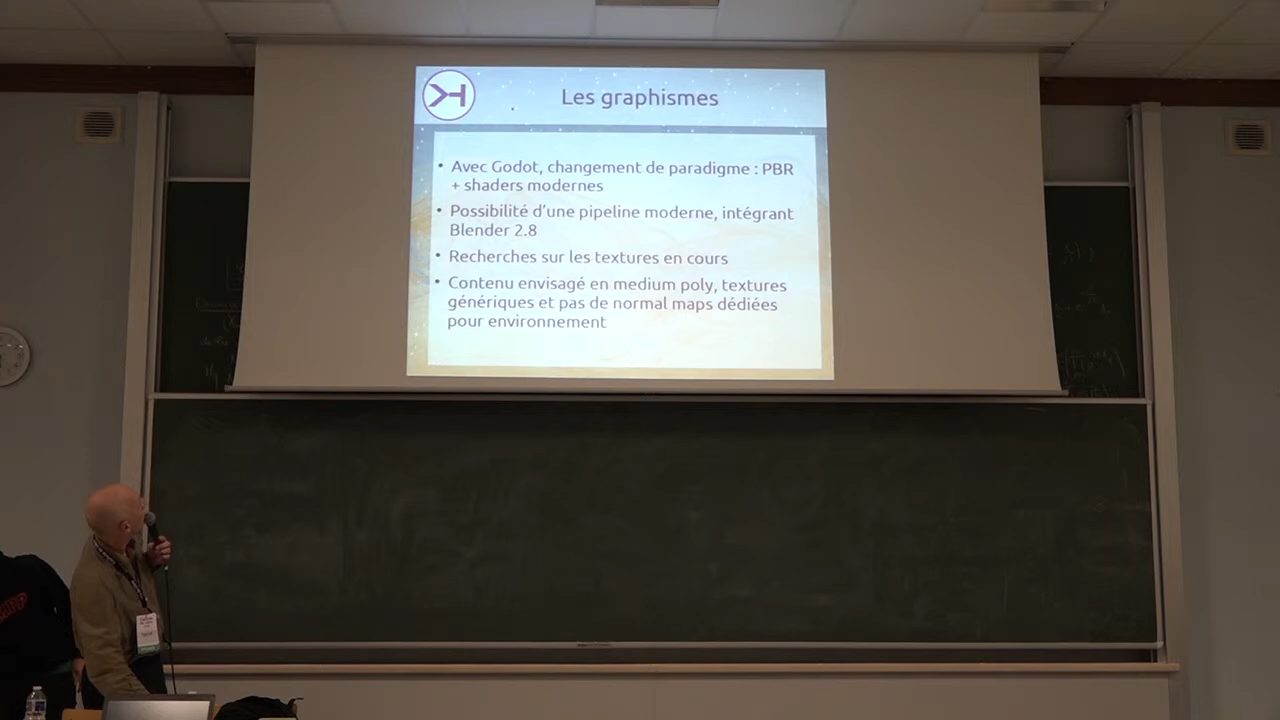 Les graphismes
• Avec Godot, changement de paradigme : PBR
+ shaders modernes
• Possibilité d'une pipeline moderne, intégrant
Blender 2.8
• Recherches sur les textures en cours
• Contenu envisagé en medium poly, textures
génériques et pas de normal maps dédiées
pour environnement